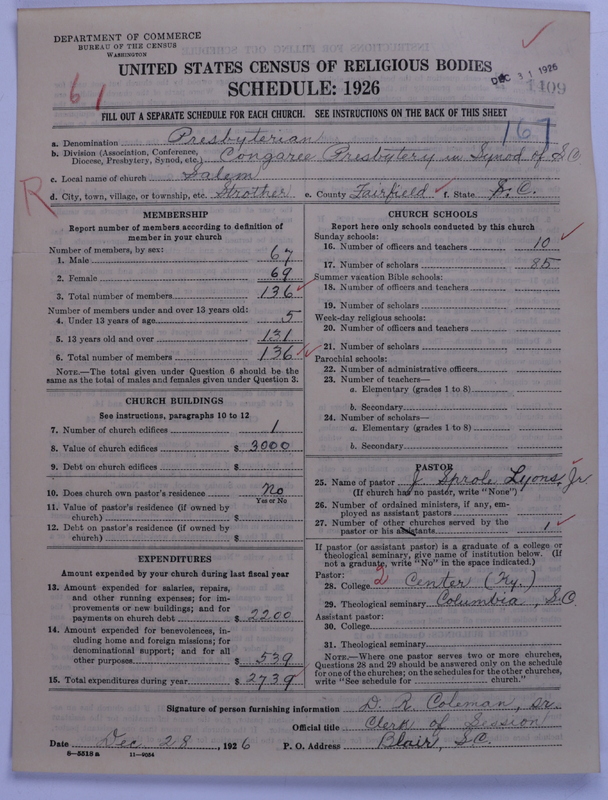 DEPARTMENT OF COMMERCE
BUREAU OF THE CENSUS
WASHINGTON
UNITED STATES CENSUS OF RELIGIOUS BODIES
DEC 31 1926
SCHEDULE: 1926
61
1409
FILL OUT A SEPARATE SCHEDULE FOR EACH CHURCH. SEE INSTRUCTIONS ON THE BACK OF THIS SHEET
167
a. Denomination Presbyterian
b. Division (Association, Conference, Diocese, Presbytery, Synod, etc.) Congaree Presbytery in Synod of S C
c. Local name of church Salem
R
d. City, town, village, or township, etc. Strother e. County Fairfield f. State S. C.
MEMBERSHIP
Report number of members according to definition of
member in your church
Number of members, by sex:
1. Male 67
2. Female 69
3. Total number of members 136
Number of members under and over 13 years old:
4. Under 13 years of age 5
5. 13 years old and over 131
6. Total number of members 136
NOTE.—The total given under Question 6 should be
same as the total of males and females given under Question 3.
CHURCH BUILDINGS
See instructions, paragraphs 10 to 12
7. Number of church edifices 1
8. Value of church edifices $ 3000
9. Debt on church edifices $
10. Does church own pastor's residence No
Yes or No
11. Value of pastor's residence (if owned by
church) $
12. Debt on pastor's residence (if owned by
church) $
EXPENDITURES
Amount expended by your church during last fiscal year
13. Amount expended for salaries, repairs,
and other running expenses; for im-
provements or new buildings; and for
payments on church debt $ 2200
14. Amount expended for benevolences, in-
cluding home and foreign missions; for
denominational support; and for all
other purposes $ 539
15. Total expenditures during year $ 2739
CHURCH SCHOOLS
Report here only schools conducted by this church
Sunday schools:
16. Number of officers and teachers 10
17. Number of scholars 85
Summer vacation Bible schools:
18. Number of officers and teachers
19. Number of scholars
Week-day religious schools:
20. Number of officers and teachers
21. Number of scholars
Parochial schools:
22. Number of administrative officers
23. Number of teachers—
a. Elementary (grades 1 to 8)
b. Secondary
24. Number of scholars—
a. Elementary (grades 1 to 8)
b. Secondary
PASTOR
25. Name of pastor J. Sprole Lyons, Jr
(If church has no pastor, write "None")
26. Number of ordained ministers, if any, em-
ployed as assistant pastors
27. Number of other churches served by the
pastor or his assistants 1
If pastor (or assistant pastor) is a graduate of a college or
theological seminary, give name of institution below. (If
not a graduate, write "No" in the space indicated.)
Pastor:
28. College 2 Center (Ky.)
29. Theological seminary Columbia, S.C.
Assistant pastor:
30. College
31. Theological seminary
NOTE.—Where one pastor serves two or more churches,
Questions 28 and 29 should be answered only on the schedule
for one of the churches; on the schedules for the other churches,
write "See schedule for church."
Signature of person furnishing information D. R. Coleman, sr.
Official title Clerk of Session
Date Dec. 28, 1926 P. O. Address Blair, S.C.
6—5518a 11—9054